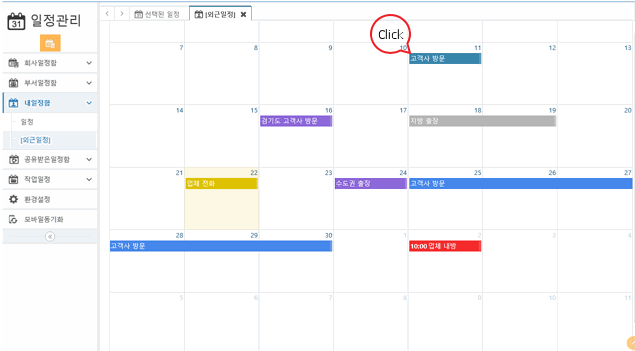 일정관리
회사일정함
부서일정함
내일정함
일정
[외근일정]
공유받은일정함
작업일정
환경설정
모바일동기화
선택된 일정
[외근일정]
Click
7 8 9 10 11 12 13
고객사 방문
14 15 16 17 18 19 20
경기도 고객사 방문
지방 출장
21 22 23 24 25 26 27
업체 전화
수도권 출장
고객사 방문
28 29 30 1 2 3 4
고객사 방문
10:00 업체 내방
5 6 7 8 9 10 11